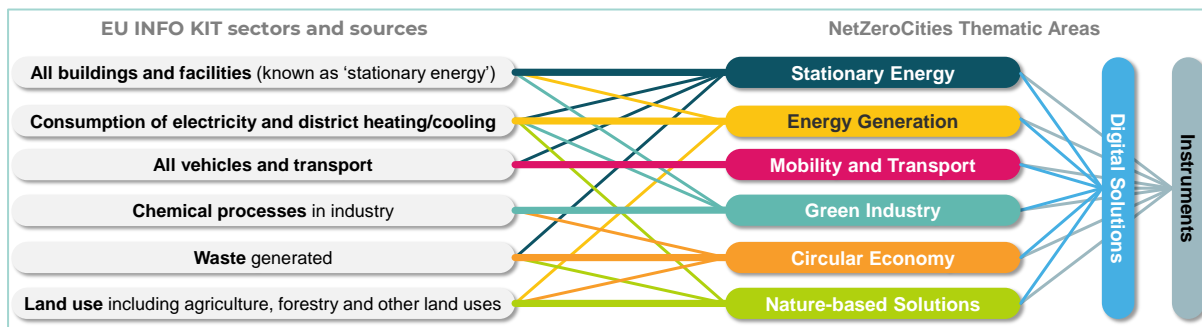 EU INFO KIT sectors and sources
NetZeroCities Thematic Areas
All buildings and facilities (known as ‘stationary energy’)
Stationary Energy
Consumption of electricity and district heating/cooling
Energy Generation
All vehicles and transport
Mobility and Transport
Chemical processes in industry
Green Industry
Waste generated
Circular Economy
Land use including agriculture, forestry and other land uses
Nature-based Solutions
Digital Solutions
Instruments